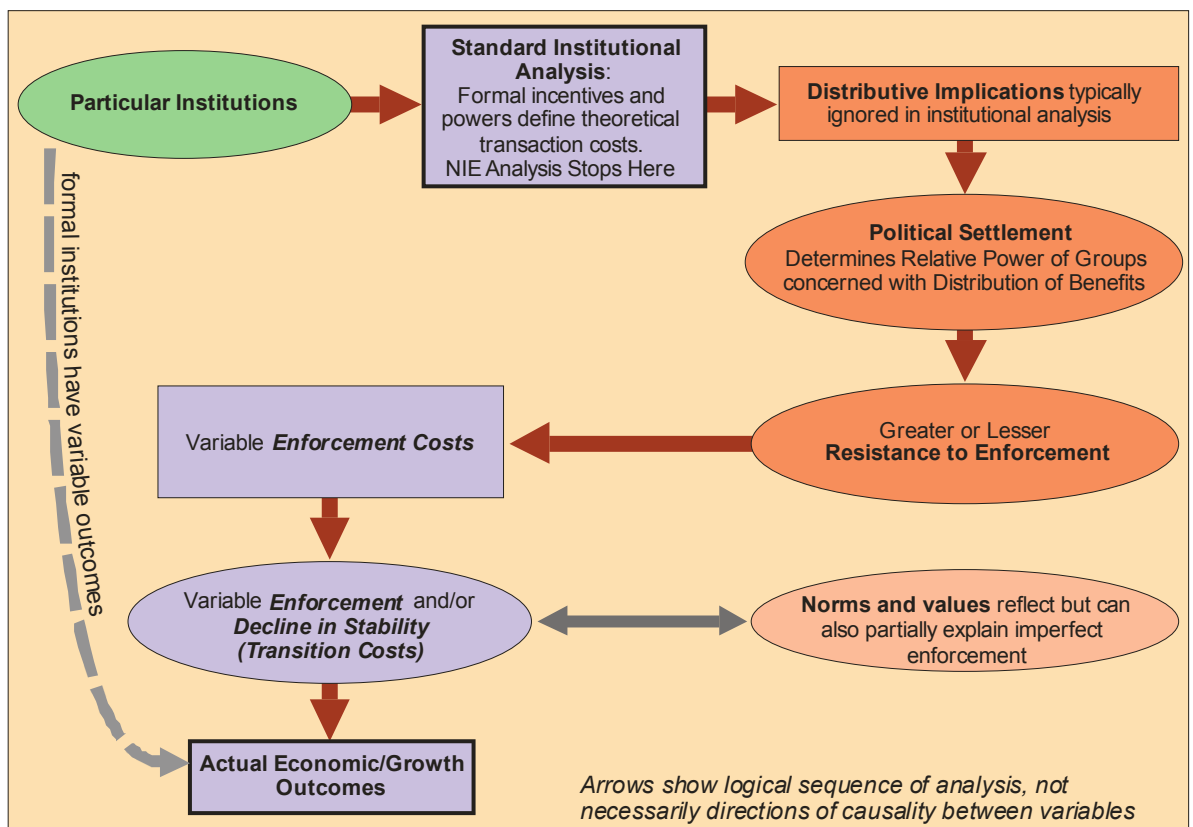 Particular Institutions
Standard Institutional
Analysis:
Formal incentives and
powers define theoretical
transaction costs.
NIE Analysis Stops Here
Distributive Implications typically
ignored in institutional analysis
Political Settlement
Determines Relative Power of Groups
concerned with Distribution of Benefits
Greater or Lesser
Resistance to Enforcement
Variable Enforcement Costs
Variable Enforcement and/or
Decline in Stability
(Transition Costs)
Norms and values reflect but can
also partially explain imperfect
enforcement
Actual Economic/Growth
Outcomes
formal institutions have variable outcomes
Arrows show logical sequence of analysis, not
necessarily directions of causality between variables